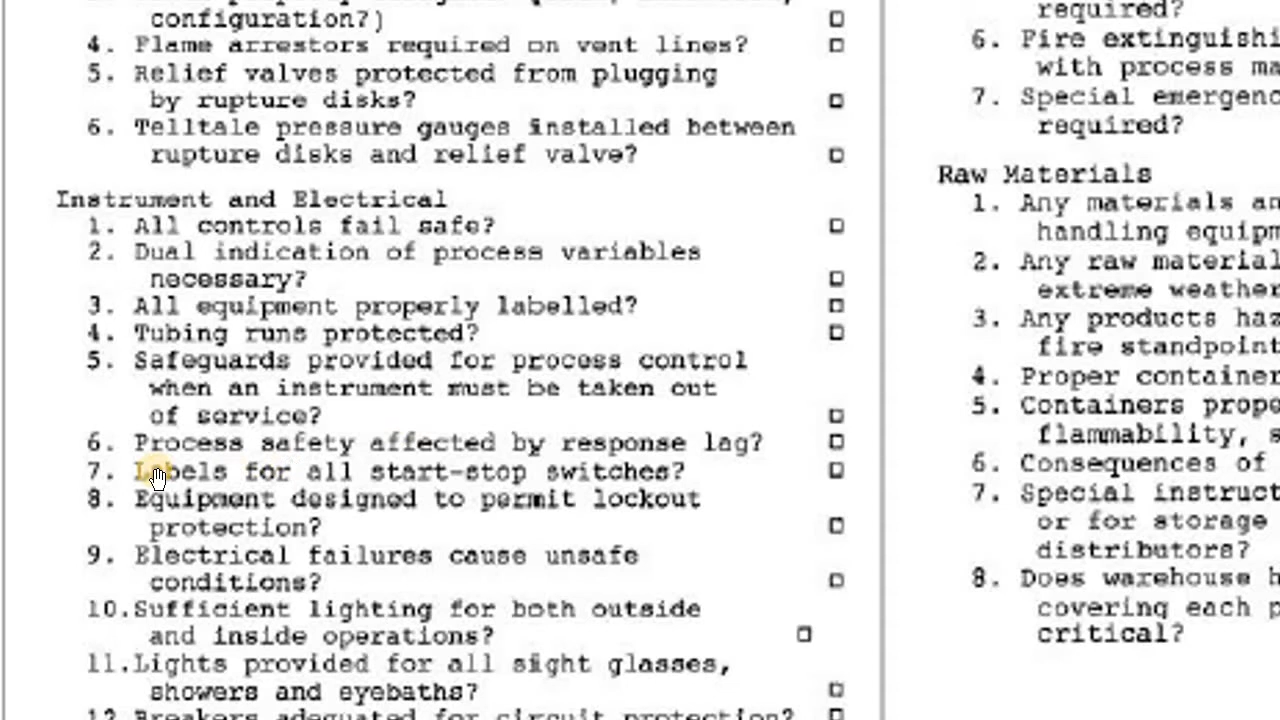 configuration?)
4. Flame arrestors required on vent lines?
5. Relief valves protected from plugging
by rupture disks?
6. Telltale pressure gauges installed between
rupture disks and relief valve?
Instrument and Electrical
1. All controls fail safe?
2. Dual indication of process variables
necessary?
3. All equipment properly labelled?
4. Tubing runs protected?
5. Safeguards provided for process control
when an instrument must be taken out
of service?
6. Process safety affected by response lag?
7. Labels for all start-stop switches?
8. Equipment designed to permit lockout
protection?
9. Electrical failures cause unsafe
conditions?
10.Sufficient lighting for both outside
and inside operations?
11.Lights provided for all sight glasses,
showers and eyebaths?
12 Breakers adequated for circuit protection?
required?
6. Fire extinguishi
with process ma
7. Special emergenc
required?
Raw Materials
1. Any materials an
handling equipm
2. Any raw material
extreme weather
3. Any products haz
fire standpoint
4. Proper container
5. Containers prope
flammability, s
6. Consequences of
7. Special instruct
or for storage
distributors?
8. Does warehouse h
covering each p
critical?